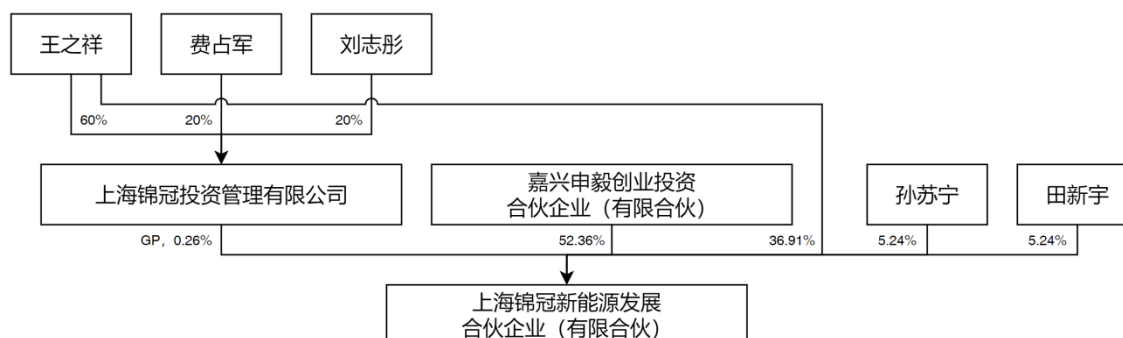 王之祥
费占军
刘志彤
60%
20%
20%
上海锦冠投资管理有限公司
嘉兴申毅创业投资
合伙企业（有限合伙）
孙苏宁
田新宇
GP，0.26%
52.36%
36.91%
5.24%
5.24%
上海锦冠新能源发展
合伙企业（有限合伙）